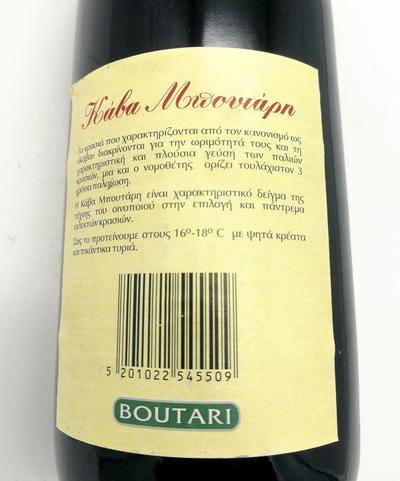 Κάβα Μπουτάρη
Τα κρασιά που χαρακτηρίζονται από τον κανονισμό ως
«Κάβα» διακρίνονται για την ωριμότητά τους και τη
χαρακτηριστική και πλούσια γεύση των παλιών
κρασιών, μια και ο νομοθέτης ορίζει τουλάχιστον 3
χρόνια παλαίωση.
Η Κάβα Μπουτάρη είναι χαρακτηριστικό δείγμα της
τέχνης του οινοποιού στην επιλογή και πάντρεμα
εκλεκτών κρασιών.
Σας το προτείνουμε στους 16º-18º C με ψητά κρέατα
και πικάντικα τυριά.
5 201022 545509
BOUTARI